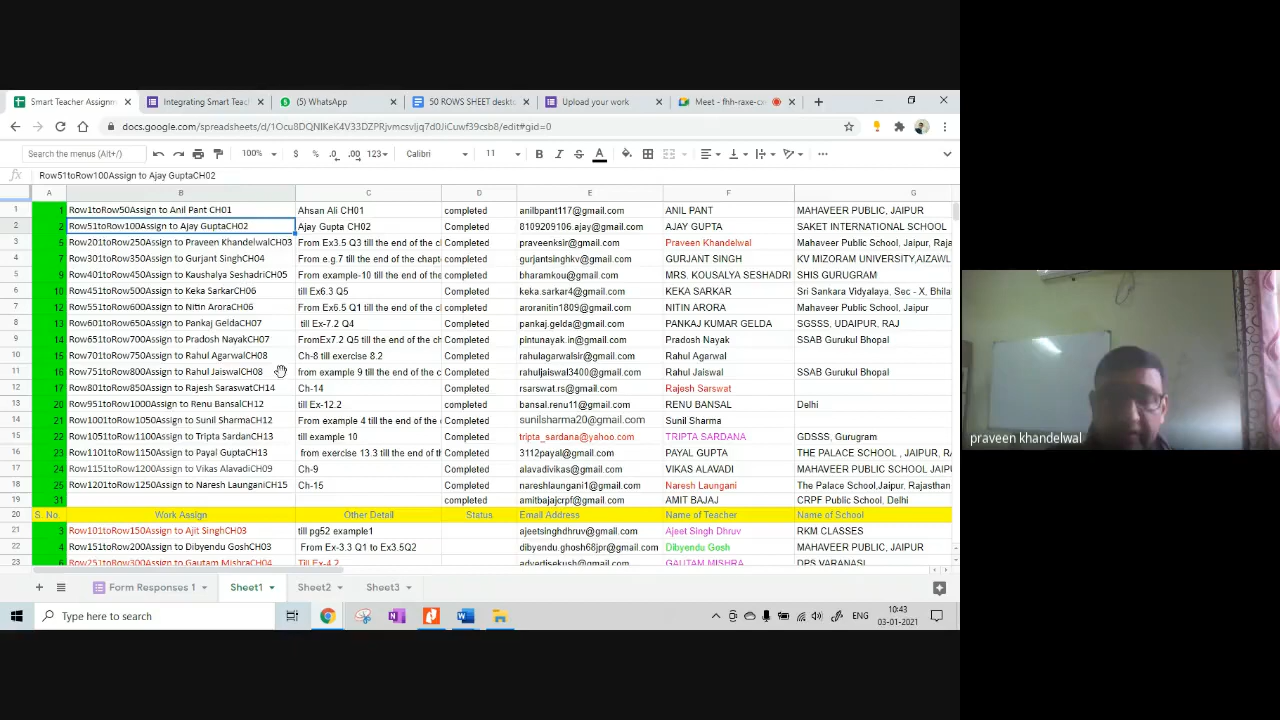 Smart Teacher Assignm
Integrating Smart Teac
(5) WhatsApp
50 ROWS SHEET deskto
Upload your work
Meet - fhh-raxe-cx
docs.google.com/spreadsheets/d/1Ocu8DQNIKeK4V33DZPRjvmcsvljq7d0JiCuwf39csb8/edit#gid=0
Search the menus (Alt+/) 100% $ % .0 .00 123 Calibri 11 B I S A
fx Row51toRow100Assign to Ajay GuptaCH02
A B C D E F G
1 1 Row1toRow50Assign to Anil Pant CH01 Ahsan Ali CH01 completed anilbpant117@gmail.com ANIL PANT MAHAVEER PUBLIC, JAIPUR
2 2 Row51toRow100Assign to Ajay GuptaCH02 Ajay Gupta CH02 completed 8109209106.ajay@gmail.com AJAY GUPTA SAKET INTERNATIONAL SCHOOL
3 5 Row201toRow250Assign to Praveen KhandelwalCH03 From Ex3.5 Q3 till the end of the c Completed praveenksir@gmail.com Praveen Khandelwal Mahaveer Public School, Jaipur, Raja
4 7 Row301toRow350Assign to Gurjant SinghCH04 From e.g.7 till the end of the chapte Completed gurjantsinghkv@gmail.com GURJANT SINGH KV MIZORAM UNIVERSITY,AIZAWL
5 9 Row401toRow450Assign to Kaushalya SeshadriCH05 From example-10 till the end of the Completed bharamkou@gmail.com MRS. KOUSALYA SESHADRI SHIS GURUGRAM
6 10 Row451toRow500Assign to Keka SarkarCH06 till Ex6.3 Q5 Completed keka.sarkar4@gmail.com KEKA SARKAR Sri Sankara Vidyalaya, Sec - X, Bhila
7 12 Row551toRow600Assign to Nitin AroraCH06 From Ex6.5 Q1 till the end of the ch Completed aroranitin1809@gmail.com NITIN ARORA Mahaveer Public School, Jaipur
8 13 Row601toRow650Assign to Pankaj GeldaCH07 till Ex-7.2 Q4 Completed pankaj.gelda@gmail.com PANKAJ KUMAR GELDA SGSSS, UDAIPUR, RAJ
9 14 Row651toRow700Assign to Pradosh NayakCH07 FromEx7.2 Q5 till the end of the ch Completed pintunayak.in@gmail.com Pradosh Nayak SSAB Gurukul Bhopal
10 15 Row701toRow750Assign to Rahul AgarwalCH08 Ch-8 till exercise 8.2 Completed rahulagarwalsir@gmail.com Rahul Agarwal
11 16 Row751toRow800Assign to Rahul JaiswalCH08 from example 9 till the end of the c Completed rahuljaiswal3400@gmail.com Rahul Jaiswal SSAB Gurukul Bhopal
12 17 Row801toRow850Assign to Rajesh SaraswatCH14 Ch-14 Completed rsarswat.rs@gmail.com Rajesh Sarswat
13 20 Row951toRow1000Assign to Renu BansalCH12 till Ex-12.2 completed bansal.renu11@gmail.com RENU BANSAL Delhi
14 21 Row1001toRow1050Assign to Sunil SharmaCH12 From example 4 till the end of the c completed sunilsharma20@gmail.com Sunil Sharma
15 22 Row1051toRow1100Assign to Tripta SardanCH13 till example 10 Completed tripta_sardana@yahoo.com TRIPTA SARDANA GDSSS, Gurugram
16 23 Row1101toRow1150Assign to Payal GuptaCH13 from exercise 13.3 till the end of th Completed 3112payal@gmail.com PAYAL GUPTA THE PALACE SCHOOL , JAIPUR, RA
17 24 Row1151toRow1200Assign to Vikas AlavadiCH09 Ch-9 Completed alavadivikas@gmail.com VIKAS ALAVADI MAHAVEER PUBLIC SCHOOL JAIP
18 25 Row1201toRow1250Assign to Naresh LaunganiCH15 Ch-15 Completed nareshlaungani1@gmail.com Naresh Laungani The Palace School,Jaipur, Rajasthan
19 31 completed amitbajajcrpf@gmail.com AMIT BAJAJ CRPF Public School, Delhi
20 S. No. Work Assign Other Detail Status Email Address Name of Teacher Name of School
21 3 Row101toRow150Assign to Ajit SinghCH03 till pg52 example1 ajeetsinghdhruv@gmail.com Ajeet Singh Dhruv RKM CLASSES
22 4 Row151toRow200Assign to Dibyendu GoshCH03 From Ex-3.3 Q1 to Ex3.5Q2 dibyendu.ghosh68jpr@gmail.com Dibyendu Gosh MAHAVEER PUBLIC, JAIPUR
23 6 Row251toRow300Assign to Gautam MishraCH04 Till Ex-4.2 advertisekush@gmail.com GAUTAM MISHRA DPS VARANASI
Form Responses 1 Sheet1 Sheet2 Sheet3
Type here to search
ENG
10:43
03-01-2021
praveen khandelwal